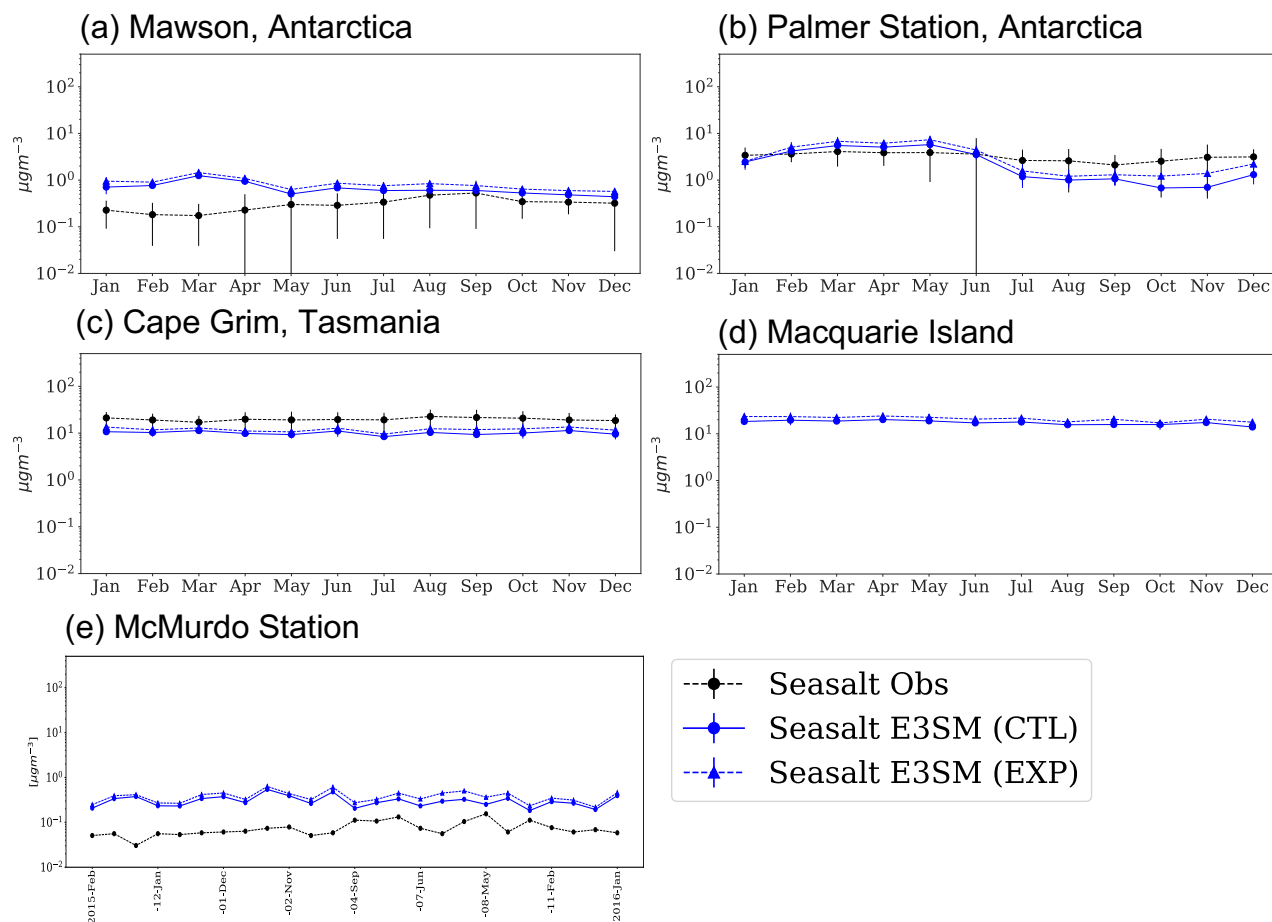 (a) Mawson, Antarctica
μgm⁻³
10²
10¹
10⁰
10⁻¹
10⁻²
Jan Feb Mar Apr May Jun Jul Aug Sep Oct Nov Dec
(b) Palmer Station, Antarctica
μgm⁻³
10²
10¹
10⁰
10⁻¹
10⁻²
Jan Feb Mar Apr May Jun Jul Aug Sep Oct Nov Dec
(c) Cape Grim, Tasmania
μgm⁻³
10²
10¹
10⁰
10⁻¹
10⁻²
Jan Feb Mar Apr May Jun Jul Aug Sep Oct Nov Dec
(d) Macquarie Island
μgm⁻³
10²
10¹
10⁰
10⁻¹
10⁻²
Jan Feb Mar Apr May Jun Jul Aug Sep Oct Nov Dec
(e) McMurdo Station
[μgm⁻³]
10²
10¹
10⁰
10⁻¹
10⁻²
2015-Feb
-12-Jan
-01-Dec
-02-Nov
-04-Sep
-07-Jun
-08-May
-11-Feb
2016-Jan
Seasalt Obs
Seasalt E3SM (CTL)
Seasalt E3SM (EXP)